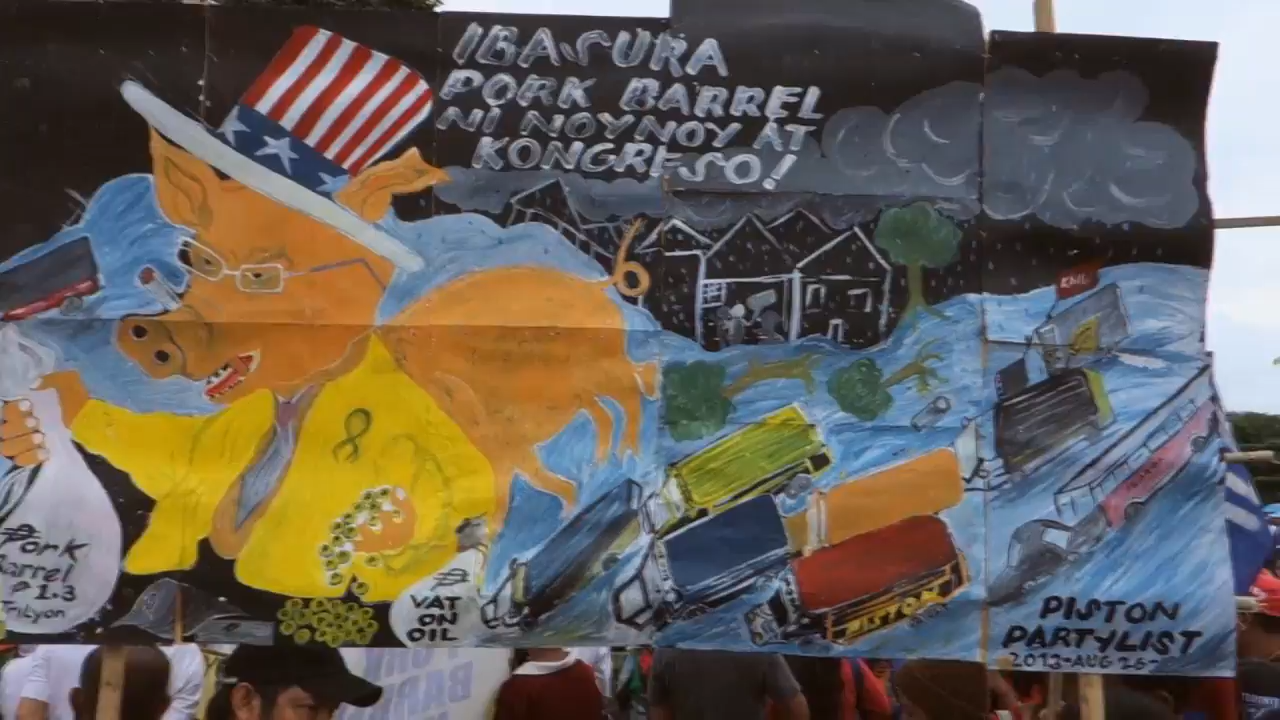 IBASURA
PORK BARREL
NI NOYNOY AT
KONGRESO!
Pork
Barrel
₱ 1.3
TriLyon
₱
VAT
ON
OIL
PISTON
PISTON
PARTYLIST
2013-AUG 26-